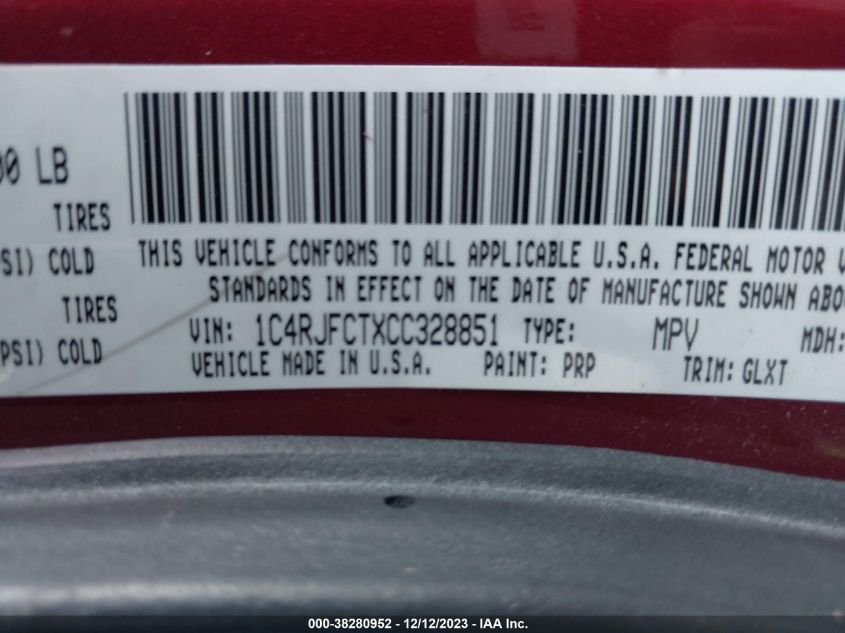 00 LB
TIRES
PSI) COLD
TIRES
PSI) COLD
THIS VEHICLE CONFORMS TO ALL APPLICABLE U.S.A. FEDERAL MOTOR V
STANDARDS IN EFFECT ON THE DATE OF MANUFACTURE SHOWN ABO
VIN: 1C4RJFCTXCC328851 TYPE: MPV MDH:
VEHICLE MADE IN U.S.A. PAINT: PRP TRIM: GLXT
000-38280952 - 12/12/2023 - IAA Inc.